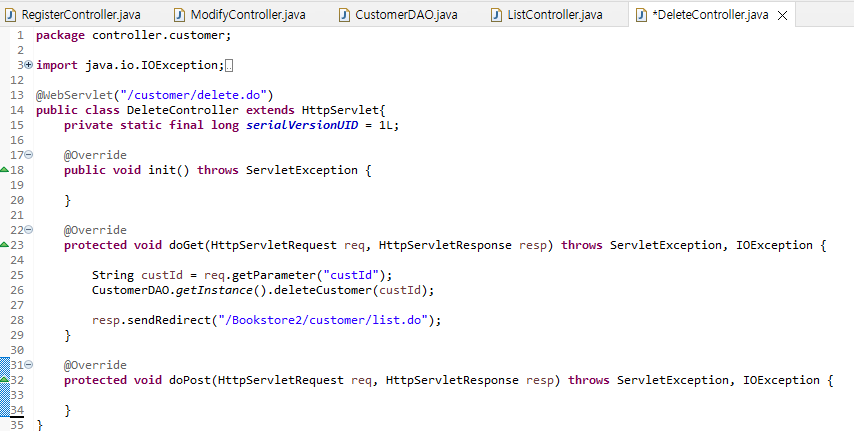 RegisterController.java ModifyController.java CustomerDAO.java ListController.java *DeleteController.java
1 package controller.customer;
2
3 import java.io.IOException;
12
13 @WebServlet("/customer/delete.do")
14 public class DeleteController extends HttpServlet{
15     private static final long serialVersionUID = 1L;
16
17     @Override
18     public void init() throws ServletException {
19
20     }
21
22     @Override
23     protected void doGet(HttpServletRequest req, HttpServletResponse resp) throws ServletException, IOException {
24
25         String custId = req.getParameter("custId");
26         CustomerDAO.getInstance().deleteCustomer(custId);
27
28         resp.sendRedirect("/Bookstore2/customer/list.do");
29     }
30
31     @Override
32     protected void doPost(HttpServletRequest req, HttpServletResponse resp) throws ServletException, IOException {
33
34     }
35 }